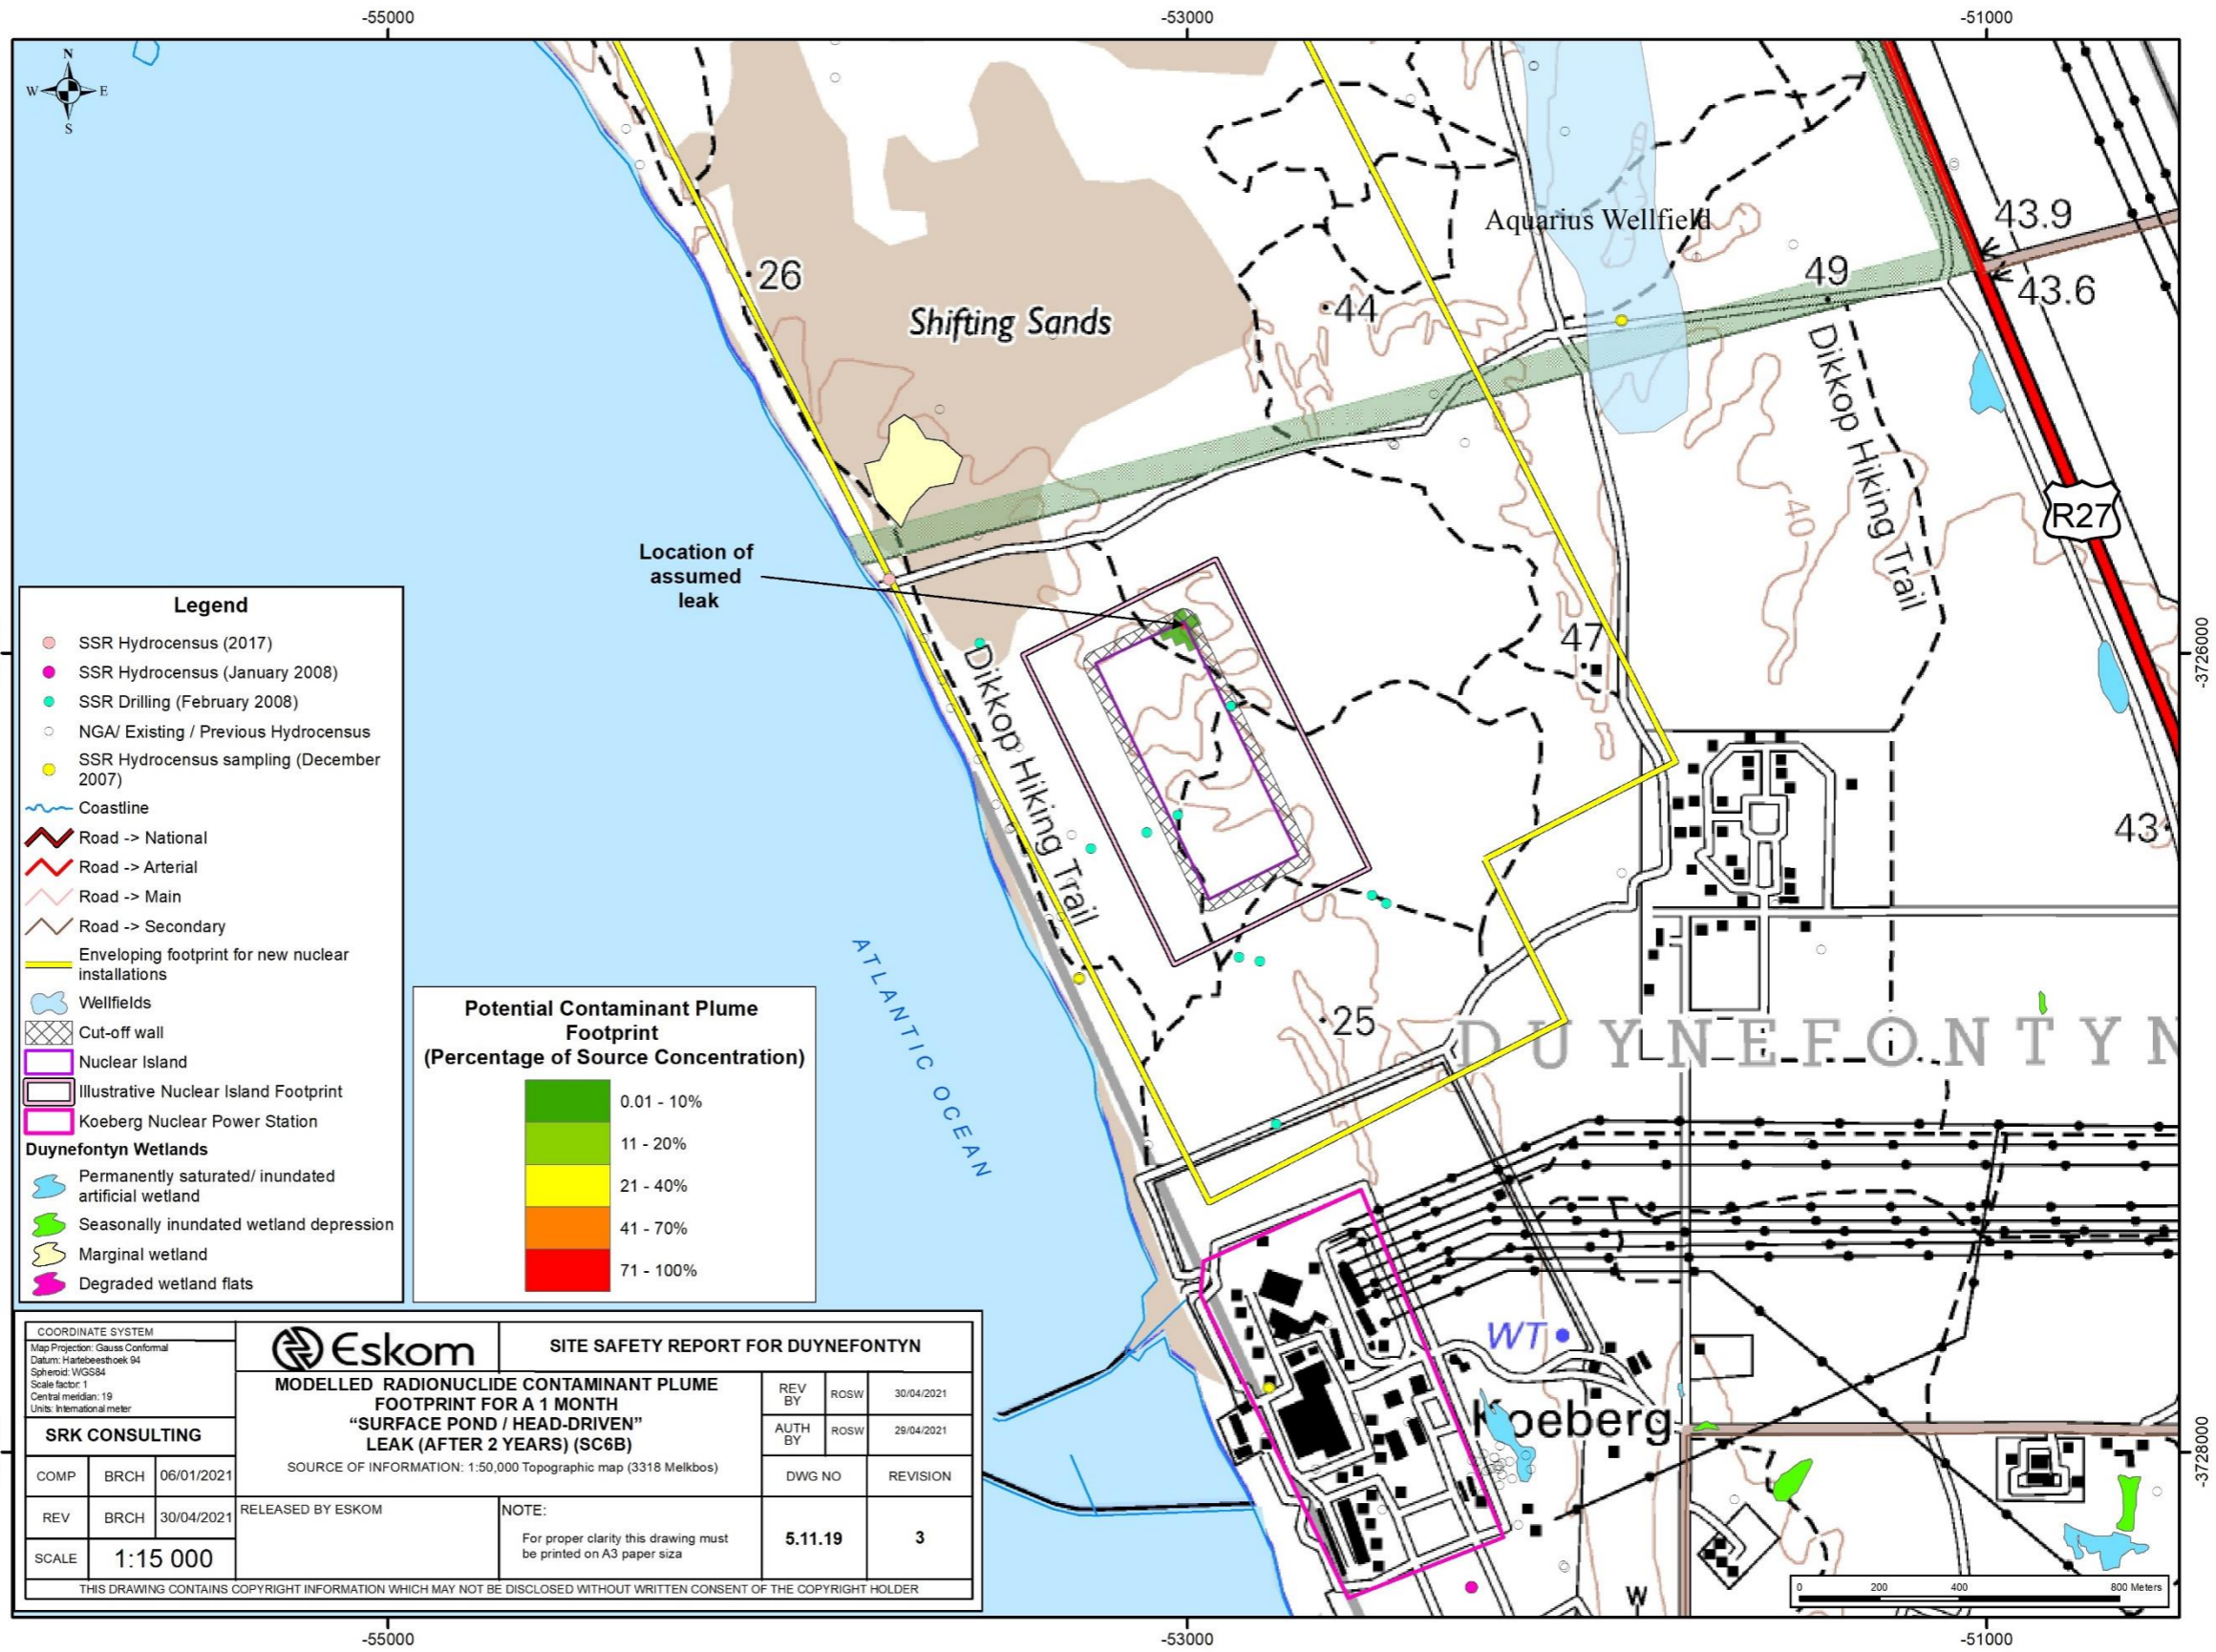 -55000
-53000
-51000
N
W
E
S
43.9
43.6
Aquarius Wellfield
26
49
44
Shifting Sands
Dikkop Hiking Trail
40
R27
Location of
assumed
leak
47
-3726000
Dikkop Hiking Trail
43
ATLANTIC OCEAN
25
DUYNEFONTYN
WT
Koeberg
-3728000
W
Legend
SSR Hydrocensus (2017)
SSR Hydrocensus (January 2008)
SSR Drilling (February 2008)
NGA/ Existing / Previous Hydrocensus
SSR Hydrocensus sampling (December
2007)
Coastline
Road -> National
Road -> Arterial
Road -> Main
Road -> Secondary
Enveloping footprint for new nuclear
installations
Wellfields
Cut-off wall
Nuclear Island
Illustrative Nuclear Island Footprint
Koeberg Nuclear Power Station
Duynefontyn Wetlands
Permanently saturated/ inundated
artificial wetland
Seasonally inundated wetland depression
Marginal wetland
Degraded wetland flats
Potential Contaminant Plume
Footprint
(Percentage of Source Concentration)
0.01 - 10%
11 - 20%
21 - 40%
41 - 70%
71 - 100%
COORDINATE SYSTEM
Map Projection: Gauss Conformal
Datum: Hartebeesthoek 94
Spheroid: WGS84
Scale factor: 1
Central meridian: 19
Units: International meter
SRK CONSULTING
COMP BRCH 06/01/2021
REV BRCH 30/04/2021
SCALE 1:15 000
Eskom
SITE SAFETY REPORT FOR DUYNEFONTYN
MODELLED RADIONUCLIDE CONTAMINANT PLUME
FOOTPRINT FOR A 1 MONTH
“SURFACE POND / HEAD-DRIVEN”
LEAK (AFTER 2 YEARS) (SC6B)
SOURCE OF INFORMATION: 1:50,000 Topographic map (3318 Melkbos)
REV
BY
ROSW
30/04/2021
AUTH
BY
ROSW
29/04/2021
DWG NO
REVISION
5.11.19
3
RELEASED BY ESKOM
NOTE:
For proper clarity this drawing must
be printed on A3 paper siza
THIS DRAWING CONTAINS COPYRIGHT INFORMATION WHICH MAY NOT BE DISCLOSED WITHOUT WRITTEN CONSENT OF THE COPYRIGHT HOLDER
0 200 400 800 Meters
-55000
-53000
-51000